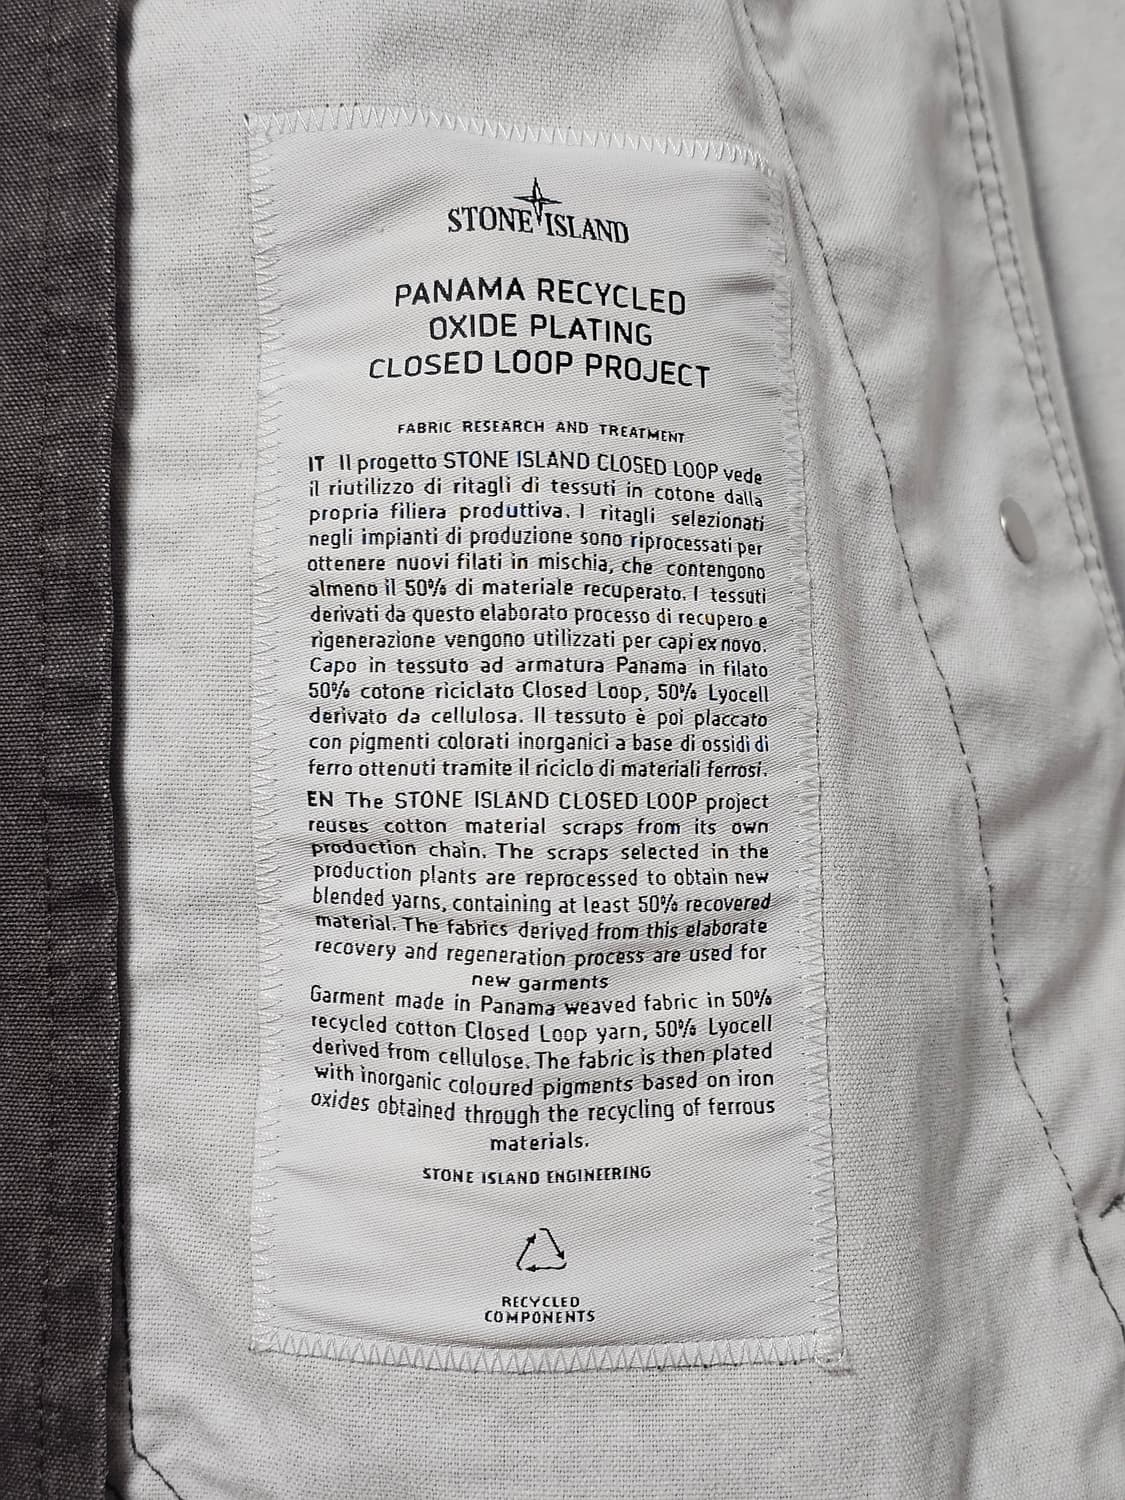 STONE ISLAND
PANAMA RECYCLED
OXIDE PLATING
CLOSED LOOP PROJECT
FABRIC RESEARCH AND TREATMENT
IT Il progetto STONE ISLAND CLOSED LOOP vede
il riutilizzo di ritagli di tessuti in cotone dalla
propria filiera produttiva. I ritagli selezionati
negli impianti di produzione sono riprocessati per
ottenere nuovi filati in mischia, che contengono
almeno il 50% di materiale recuperato. I tessuti
derivati da questo elaborato processo di recupero e
rigenerazione vengono utilizzati per capi ex novo.
Capo in tessuto ad armatura Panama in filato
50% cotone riciclato Closed Loop, 50% Lyocell
derivato da cellulosa. Il tessuto è poi placcato
con pigmenti colorati inorganici a base di ossidi di
ferro ottenuti tramite il riciclo di materiali ferrosi.
EN The STONE ISLAND CLOSED LOOP project
reuses cotton material scraps from its own
production chain. The scraps selected in the
production plants are reprocessed to obtain new
blended yarns, containing at least 50% recovered
material. The fabrics derived from this elaborate
recovery and regeneration process are used for
new garments
Garment made in Panama weaved fabric in 50%
recycled cotton Closed Loop yarn, 50% Lyocell
derived from cellulose. The fabric is then plated
with inorganic coloured pigments based on iron
oxides obtained through the recycling of ferrous
materials.
STONE ISLAND ENGINEERING
RECYCLED
COMPONENTS